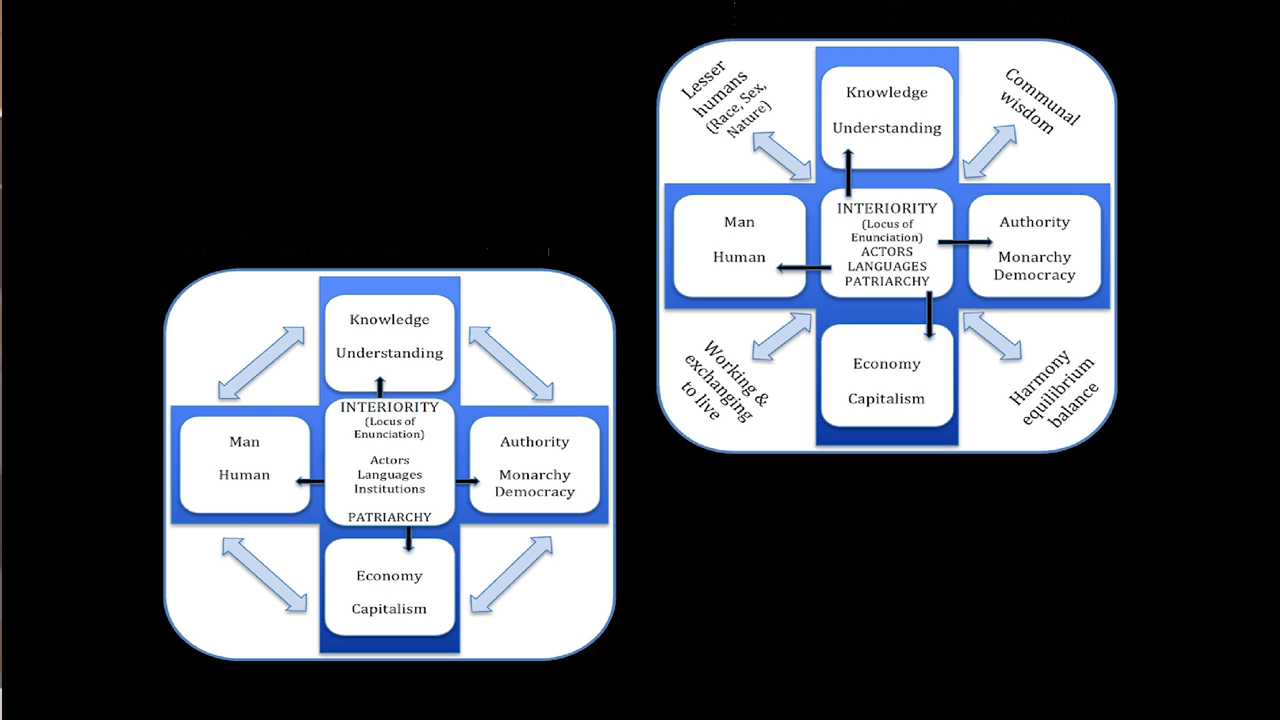 Knowledge
Understanding
INTERIORITY
(Locus of
Enunciation)
Actors
Languages
Institutions
PATRIARCHY
Man
Human
Authority
Monarchy
Democracy
Economy
Capitalism
Lesser
humans
(Race, Sex,
Nature)
Knowledge
Understanding
Communal
wisdom
Man
Human
INTERIORITY
(Locus of
Enunciation)
ACTORS
LANGUAGES
PATRIARCHY
Authority
Monarchy
Democracy
Working &
exchanging
to live
Economy
Capitalism
Harmony
equilibrium
balance